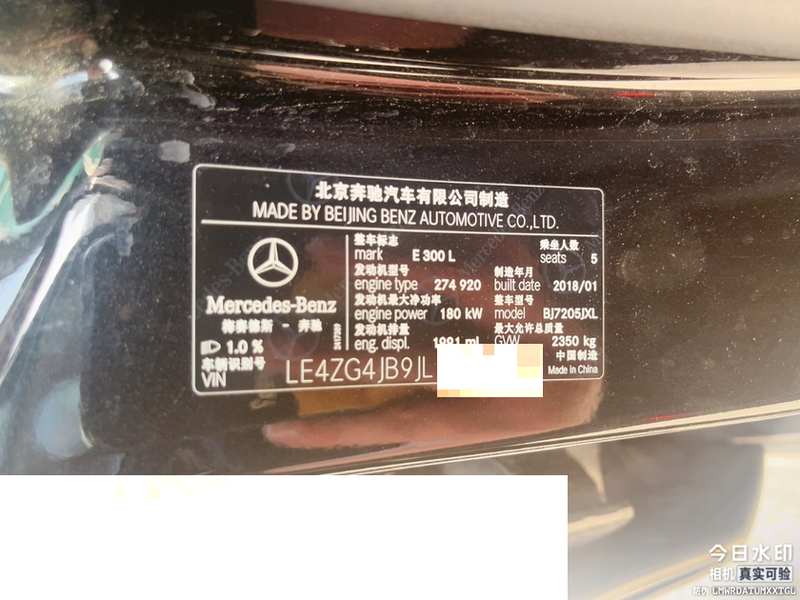 北京奔驰汽车有限公司制造
MADE BY BEIJING BENZ AUTOMOTIVE CO.,LTD.
Mercedes-Benz
梅赛德斯 - 奔驰
1.0 %
整车标志
mark E 300 L
乘坐人数
seats 5
发动机型号
engine type 274 920
制造年月
built date 2018/01
发动机最大净功率
engine power 180 kW
整车型号
model BJ7205JXL
发动机排量
eng. displ. 1991 ml
最大允许总质量
GVW 2350 kg
中国制造
Made in China
车辆识别号
VIN LE4ZG4JB9JL
今日水印
相机 真实可验
防伪 LMWRDATUMXXTGL